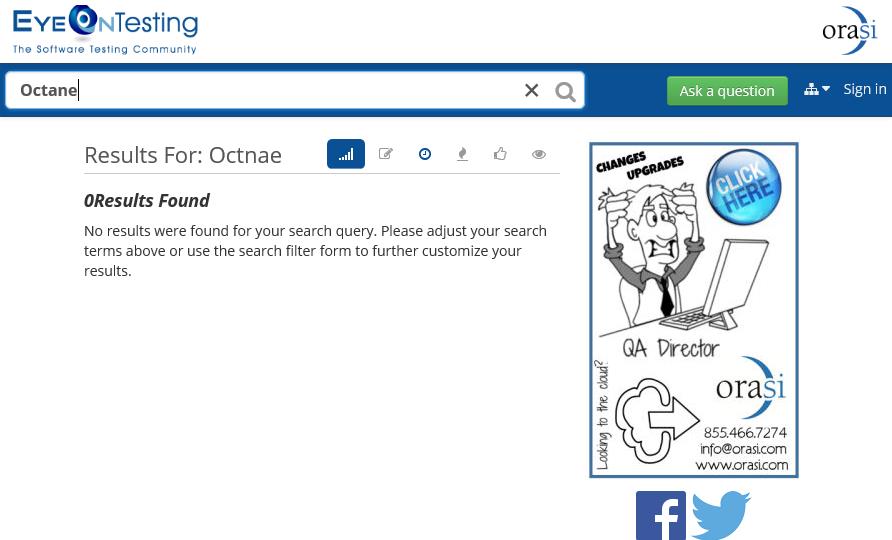 EYEONTESTING
The Software Testing Community
orasi
Octane
Ask a question
Sign in
Results For: Octnae
0Results Found
No results were found for your search query. Please adjust your search
terms above or use the search filter form to further customize your
results.
CHANGES
UPGRADES
CLICK
HERE
QA Director
Looking to the cloud?
orasi
855.466.7274
info@orasi.com
www.orasi.com